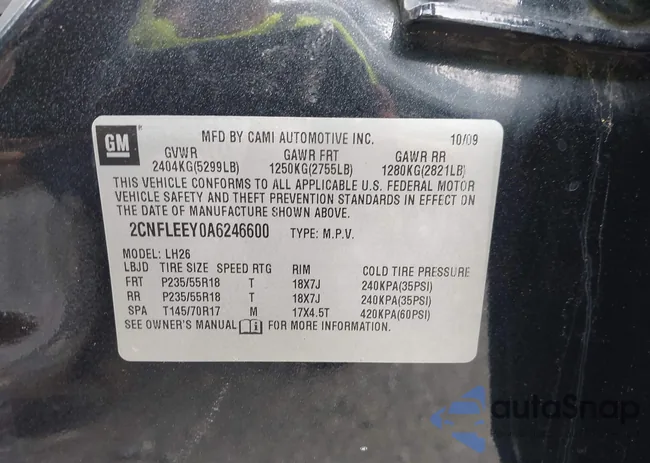 GM
MFD BY CAMI AUTOMOTIVE INC. 10/09
GVWR GAWR FRT GAWR RR
2404KG(5299LB) 1250KG(2755LB) 1280KG(2821LB)
THIS VEHICLE CONFORMS TO ALL APPLICABLE U.S. FEDERAL MOTOR
VEHICLE SAFETY AND THEFT PREVENTION STANDARDS IN EFFECT ON
THE DATE OF MANUFACTURE SHOWN ABOVE.
2CNFLEEY0A6246600 TYPE: M.P.V.
MODEL: LH26
LBJD TIRE SIZE SPEED RTG RIM COLD TIRE PRESSURE
FRT P235/55R18 T 18X7J 240KPA(35PSI)
RR P235/55R18 T 18X7J 240KPA(35PSI)
SPA T145/70R17 M 17X4.5T 420KPA(60PSI)
SEE OWNER'S MANUAL FOR MORE INFORMATION.
autoSnap